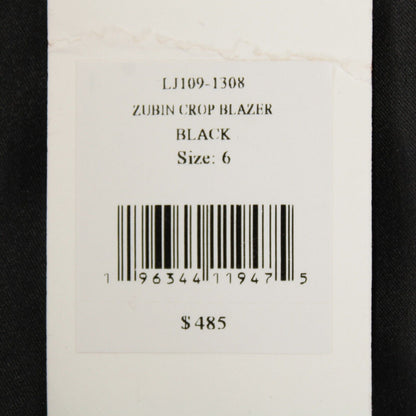 LJ109-1308
ZUBIN CROP BLAZER
BLACK
Size: 6
1 96344 11947 5
$ 485